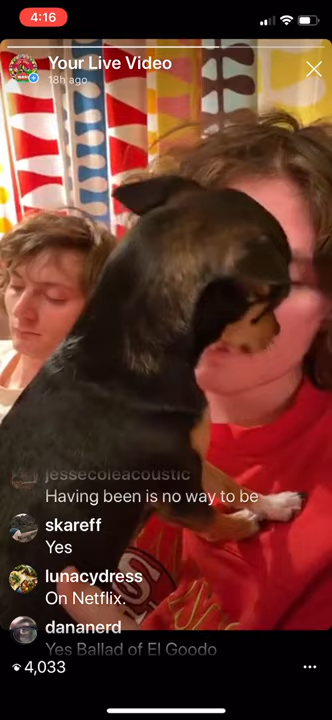 4:16
Your Live Video
18h ago
jessecoleacoustic
Having been is no way to be
skareff
Yes
lunacydress
On Netflix.
dananerd
Yes Ballad of El Goodo
4,033